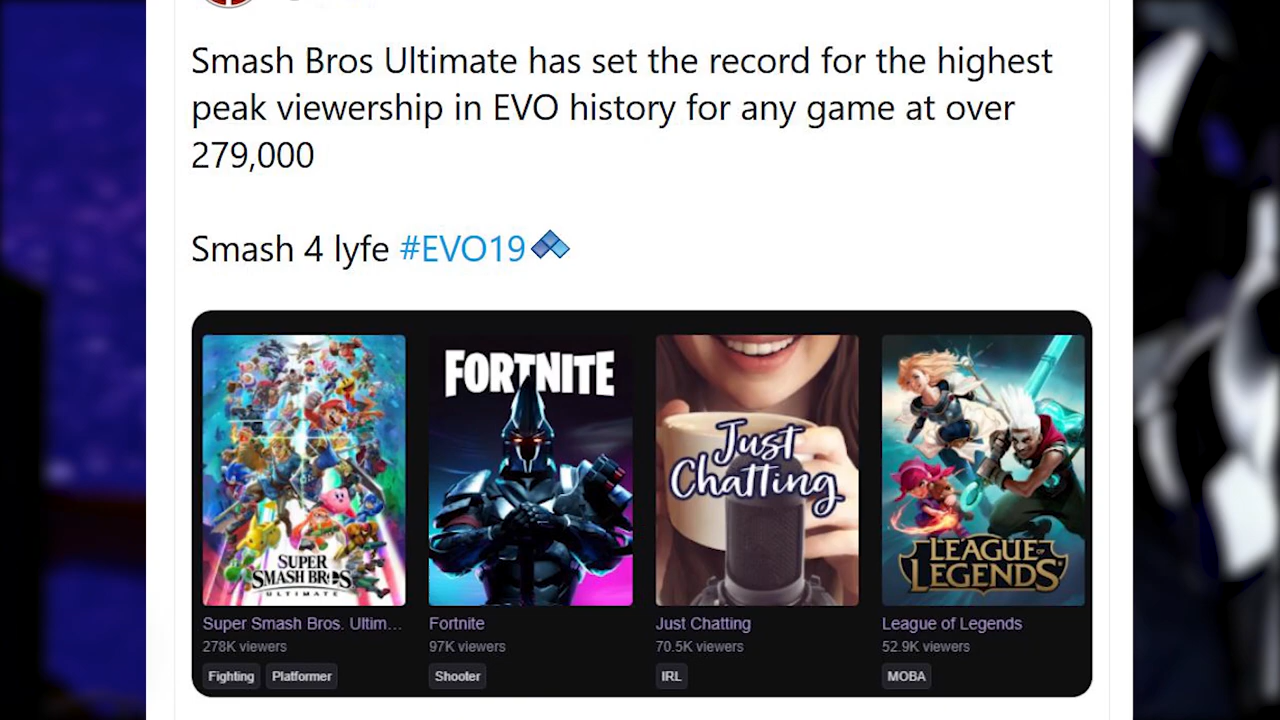 Smash Bros Ultimate has set the record for the highest
peak viewership in EVO history for any game at over
279,000
Smash 4 lyfe #EVO19
SUPER
SMASH BROS
ULTIMATE
FORTNITE
Just
Chatting
LEAGUE OF
LEGENDS
Super Smash Bros. Ultim... Fortnite Just Chatting League of Legends
278K viewers 97K viewers 70.5K viewers 52.9K viewers
Fighting Platformer Shooter IRL MOBA